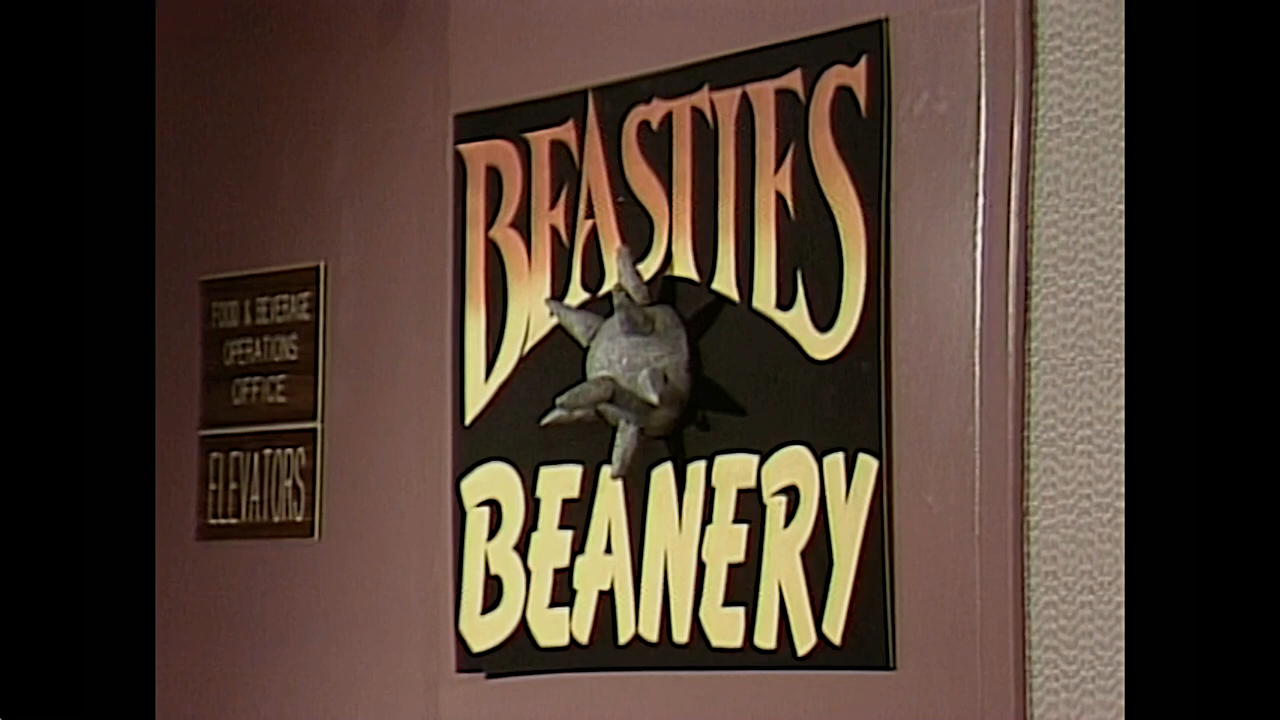 BEASTIES
BEANERY
FOOD & BEVERAGE
OPERATIONS
OFFICE
ELEVATORS